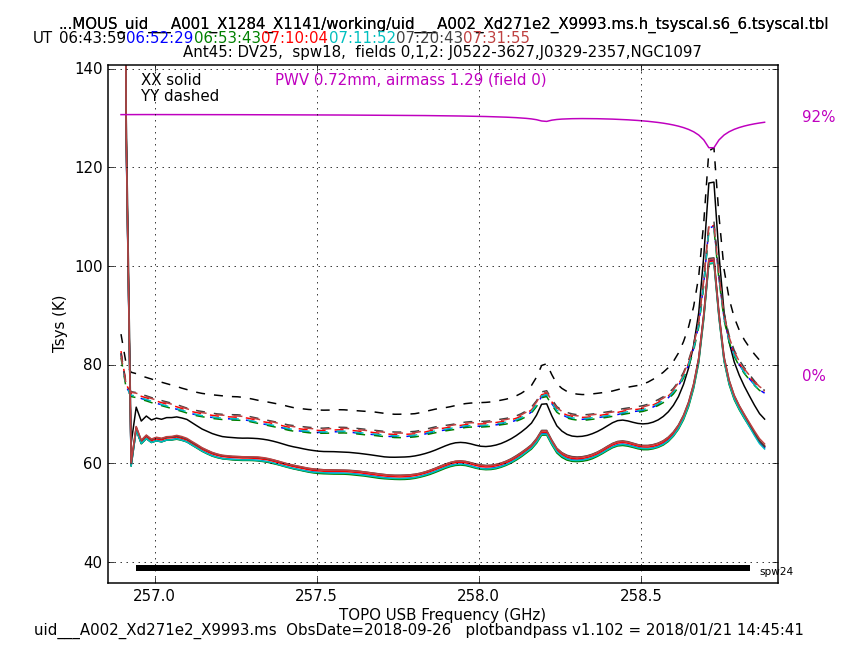 ...MOUS_uid___A001_X1284_X1141/working/uid___A002_Xd271e2_X9993.ms.h_tsyscal.s6_6.tsyscal.tbl
UT 06:43:59 06:52:29 06:53:43 07:10:04 07:11:52 07:20:43 07:31:55
Ant45: DV25, spw18, fields 0,1,2: J0522-3627,J0329-2357,NGC1097
XX solid
PWV 0.72mm, airmass 1.29 (field 0)
YY dashed
140
120
100
80
60
40
Tsys (K)
92%
0%
spw24
257.0 257.5 258.0 258.5
TOPO USB Frequency (GHz)
uid___A002_Xd271e2_X9993.ms ObsDate=2018-09-26 plotbandpass v1.102 = 2018/01/21 14:45:41